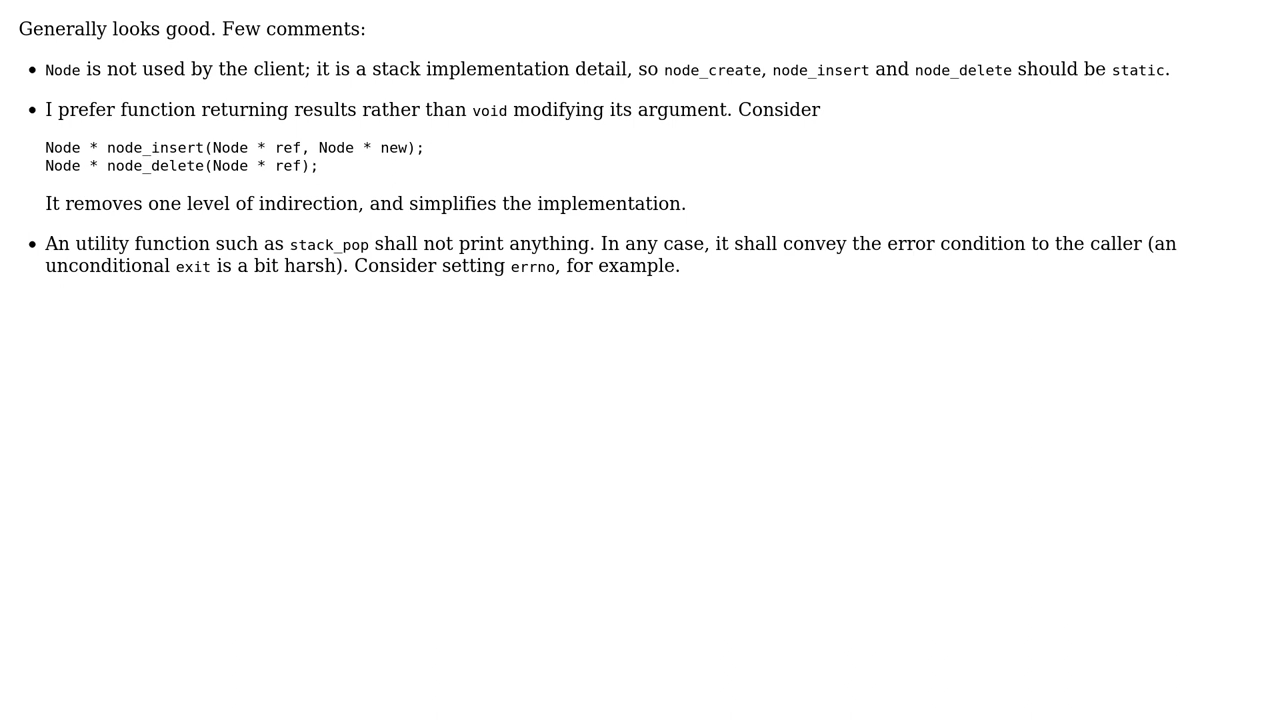 Generally looks good. Few comments:
• Node is not used by the client; it is a stack implementation detail, so node_create, node_insert and node_delete should be static.
• I prefer function returning results rather than void modifying its argument. Consider
Node * node_insert(Node * ref, Node * new);
Node * node_delete(Node * ref);
It removes one level of indirection, and simplifies the implementation.
• An utility function such as stack_pop shall not print anything. In any case, it shall convey the error condition to the caller (an
unconditional exit is a bit harsh). Consider setting errno, for example.